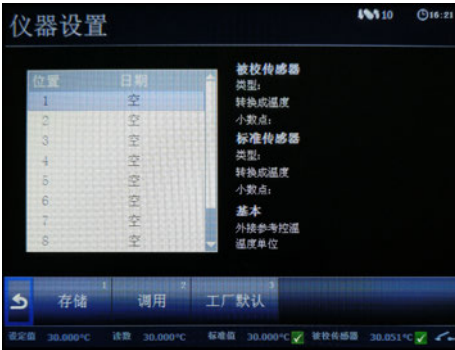 仪器设置
10
16:21
位置 日期
1 空
2 空
3 空
4 空
5 空
6 空
7 空
8 空
被校传感器
类型:
转换成温度
小数点:
标准传感器
类型:
转换成温度
小数点:
基本
外接参考控温
温度单位
存储 1
调用 2
工厂默认 3
设定值 30.000°C 读数 30.000°C 标准值 30.000°C 被校传感器 30.051°C